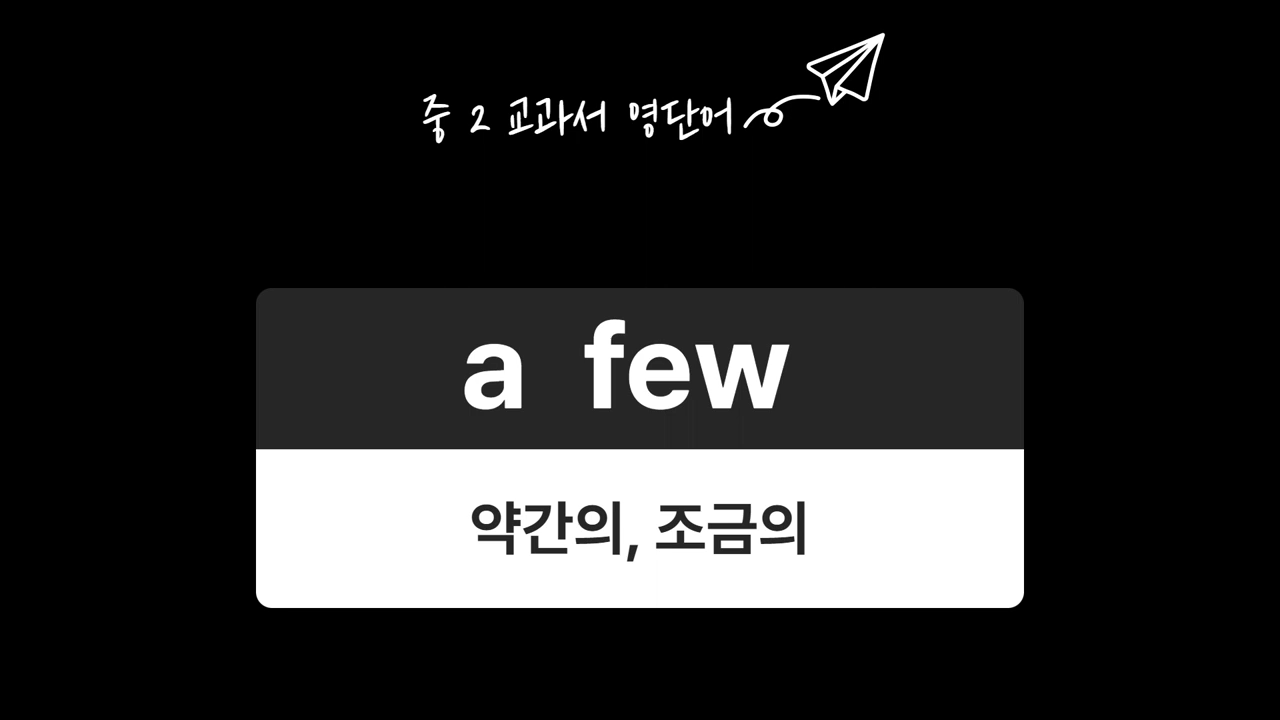 중 2 교과서 영단어
a few
약간의, 조금의